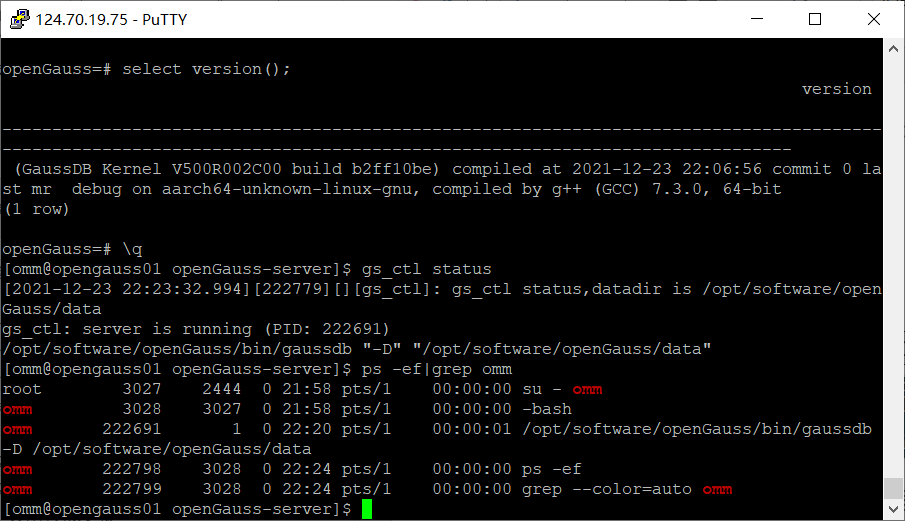 124.70.19.75 - PuTTY
openGauss=# select version();
version
--------------------------------------------------------------------------------
-------------------------------------------------------------------------------
(GaussDB Kernel V500R002C00 build b2ff10be) compiled at 2021-12-23 22:06:56 commit 0 la
st mr  debug on aarch64-unknown-linux-gnu, compiled by g++ (GCC) 7.3.0, 64-bit
(1 row)
openGauss=# \q
[omm@opengauss01 openGauss-server]$ gs_ctl status
[2021-12-23 22:23:32.994][222779][][gs_ctl]: gs_ctl status,datadir is /opt/software/open
Gauss/data
gs_ctl: server is running (PID: 222691)
/opt/software/openGauss/bin/gaussdb "-D" "/opt/software/openGauss/data"
[omm@opengauss01 openGauss-server]$ ps -ef|grep omm
root        3027    2444  0 21:58 pts/1    00:00:00 su - omm
omm         3028    3027  0 21:58 pts/1    00:00:00 -bash
omm       222691       1  0 22:20 pts/1    00:00:01 /opt/software/openGauss/bin/gaussdb
-D /opt/software/openGauss/data
omm       222798    3028  0 22:24 pts/1    00:00:00 ps -ef
omm       222799    3028  0 22:24 pts/1    00:00:00 grep --color=auto omm
[omm@opengauss01 openGauss-server]$